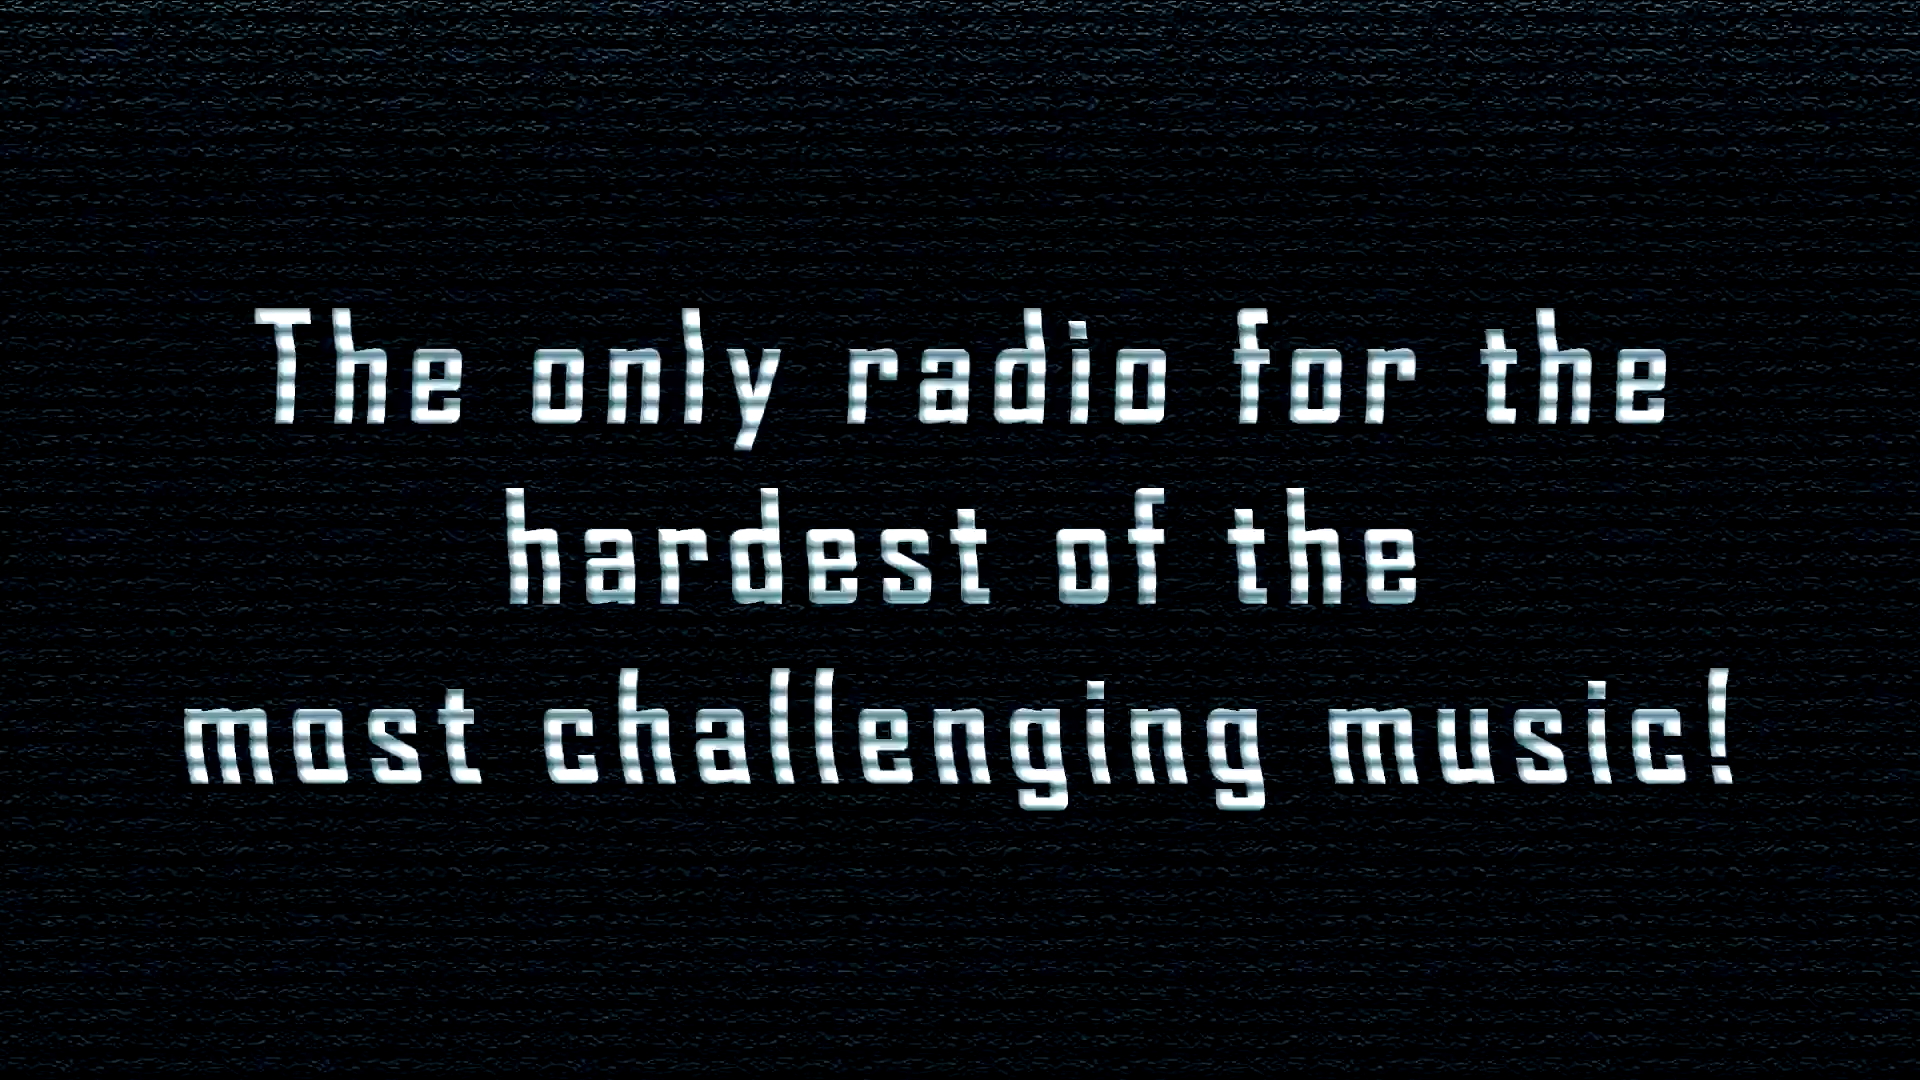 The only radio for the
hardest of the
most challenging music!